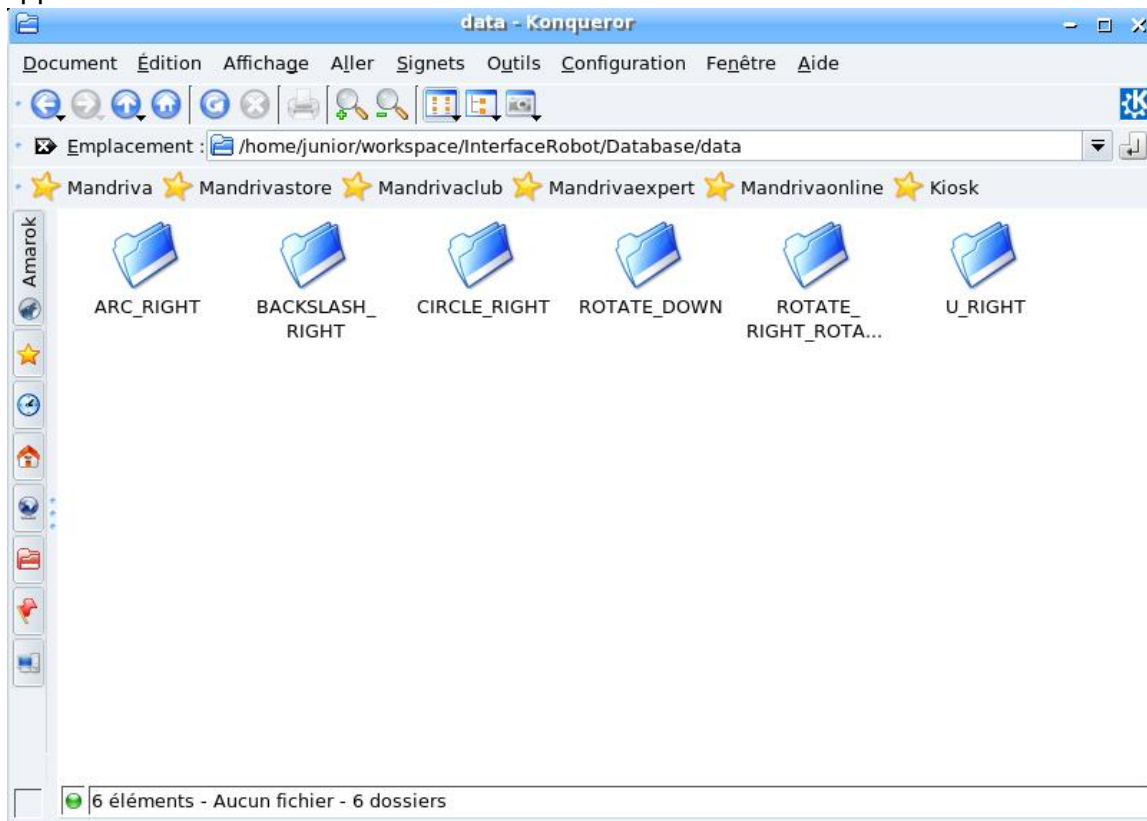 data - Konqueror
Document Édition Affichage Aller Signets Outils Configuration Fenêtre Aide
Emplacement : /home/junior/workspace/InterfaceRobot/Database/data
Mandriva Mandrivastore Mandrivaclub Mandrivaexpert Mandrivaonline Kiosk
Amarok
ARC_RIGHT BACKSLASH_ CIRCLE_RIGHT ROTATE_DOWN ROTATE_ U_RIGHT
RIGHT RIGHT_ROTA...
6 éléments - Aucun fichier - 6 dossiers